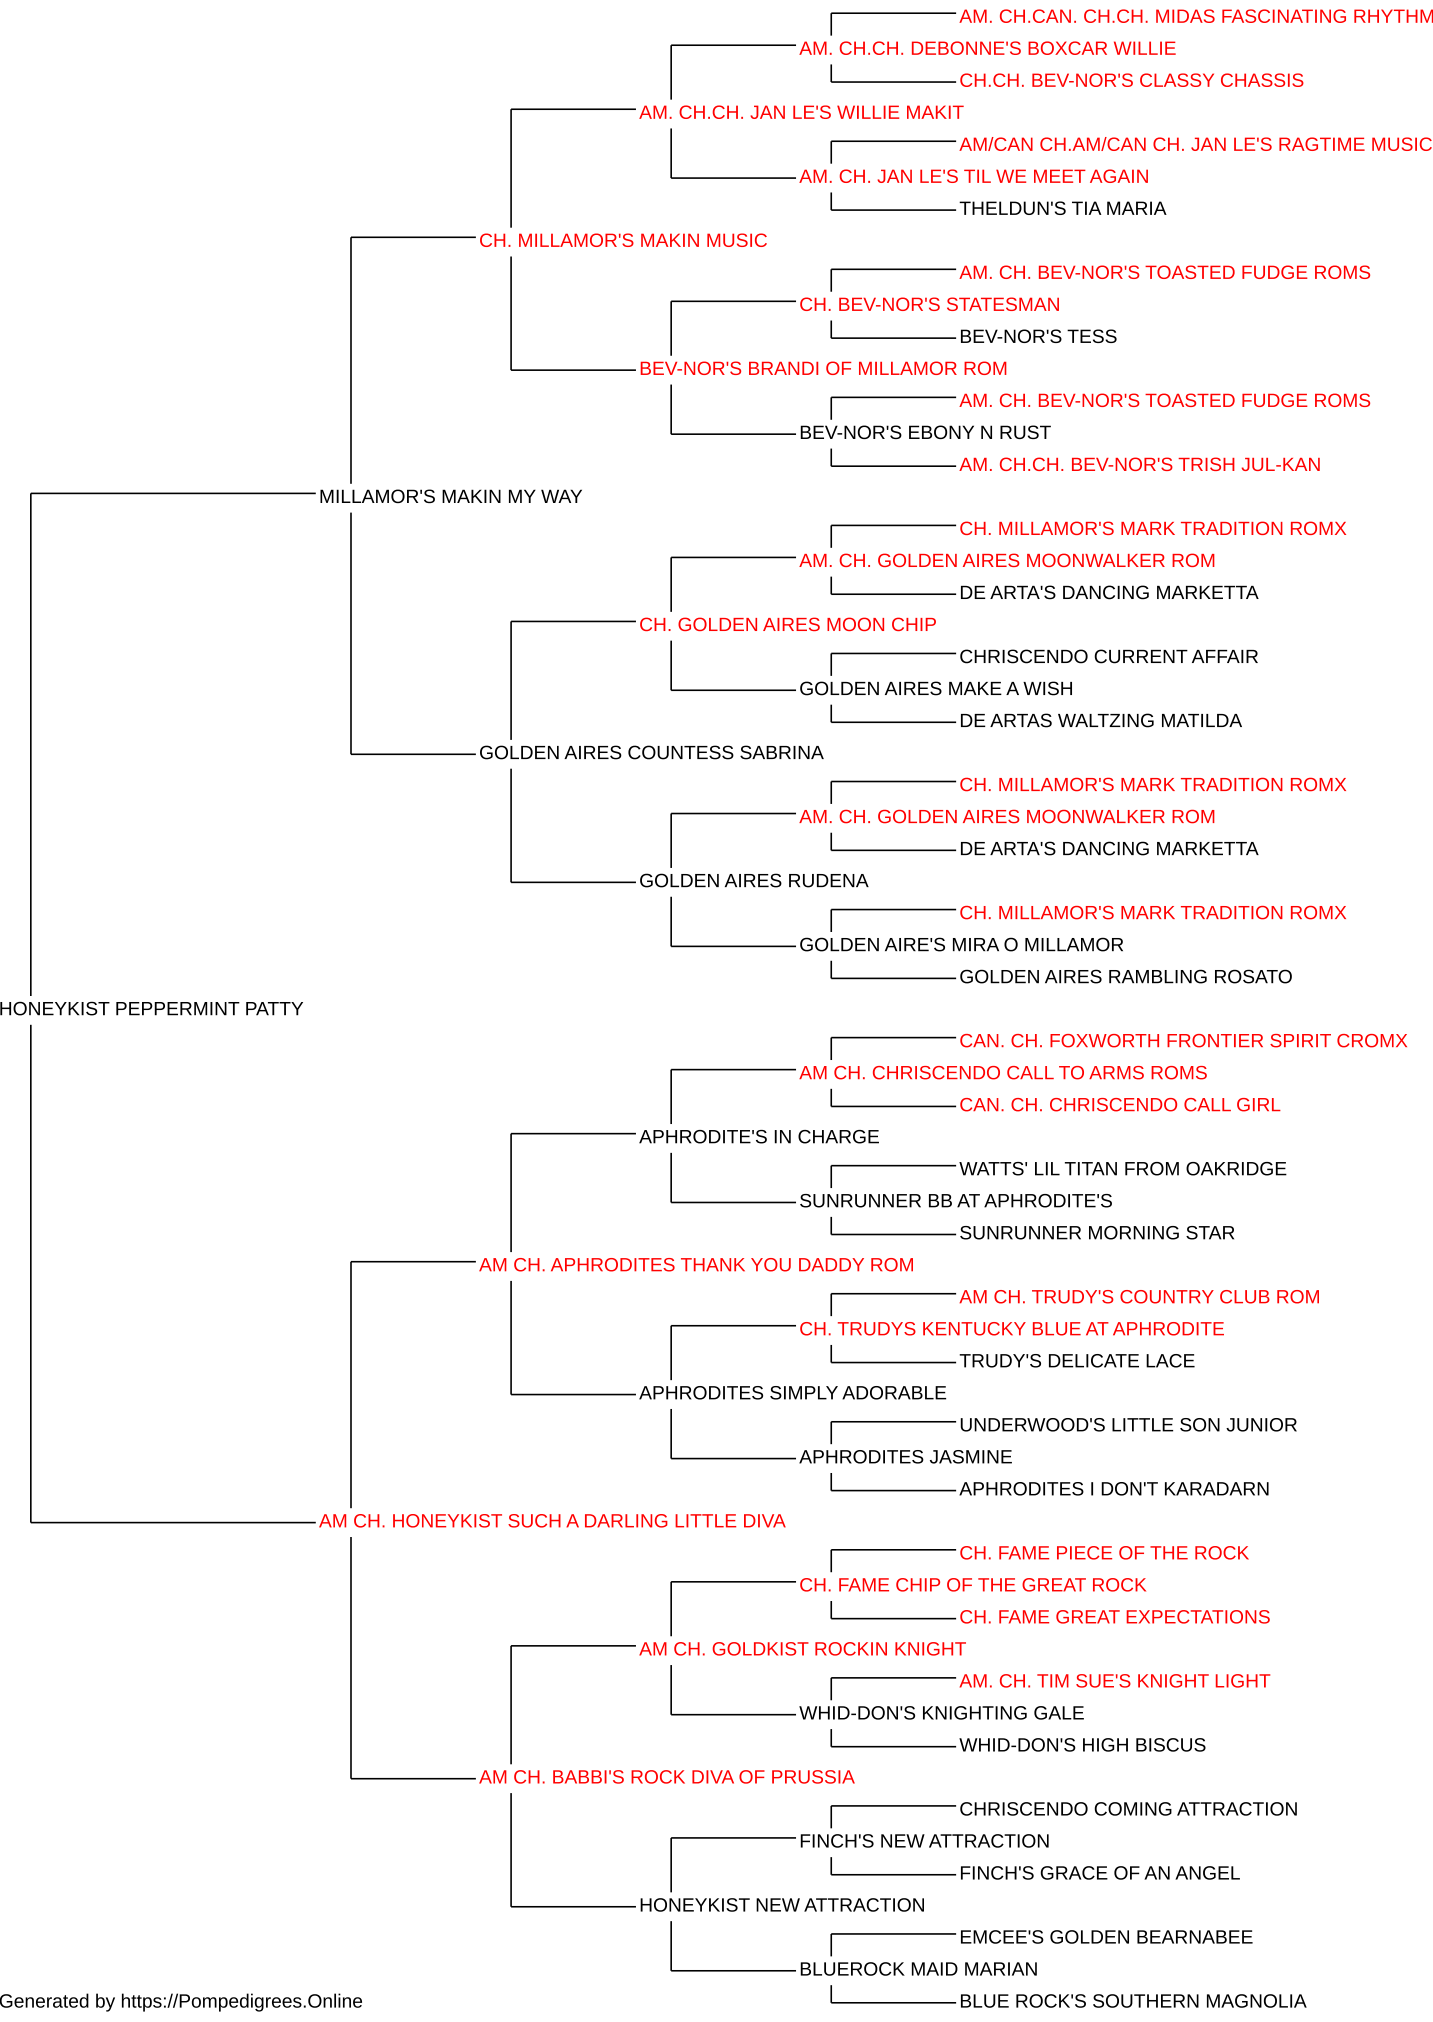 AM. CH.CAN. CH.CH. MIDAS FASCINATING RHYTHM
AM. CH.CH. DEBONNE'S BOXCAR WILLIE
CH.CH. BEV-NOR'S CLASSY CHASSIS
AM. CH.CH. JAN LE'S WILLIE MAKIT
AM/CAN CH.AM/CAN CH. JAN LE'S RAGTIME MUSIC
AM. CH. JAN LE'S TIL WE MEET AGAIN
THELDUN'S TIA MARIA
CH. MILLAMOR'S MAKIN MUSIC
AM. CH. BEV-NOR'S TOASTED FUDGE ROMS
CH. BEV-NOR'S STATESMAN
BEV-NOR'S TESS
BEV-NOR'S BRANDI OF MILLAMOR ROM
AM. CH. BEV-NOR'S TOASTED FUDGE ROMS
BEV-NOR'S EBONY N RUST
AM. CH.CH. BEV-NOR'S TRISH JUL-KAN
MILLAMOR'S MAKIN MY WAY
CH. MILLAMOR'S MARK TRADITION ROMX
AM. CH. GOLDEN AIRES MOONWALKER ROM
DE ARTA'S DANCING MARKETTA
CH. GOLDEN AIRES MOON CHIP
CHRISCENDO CURRENT AFFAIR
GOLDEN AIRES MAKE A WISH
DE ARTAS WALTZING MATILDA
GOLDEN AIRES COUNTESS SABRINA
CH. MILLAMOR'S MARK TRADITION ROMX
AM. CH. GOLDEN AIRES MOONWALKER ROM
DE ARTA'S DANCING MARKETTA
GOLDEN AIRES RUDENA
CH. MILLAMOR'S MARK TRADITION ROMX
GOLDEN AIRE'S MIRA O MILLAMOR
GOLDEN AIRES RAMBLING ROSATO
HONEYKIST PEPPERMINT PATTY
CAN. CH. FOXWORTH FRONTIER SPIRIT CROMX
AM CH. CHRISCENDO CALL TO ARMS ROMS
CAN. CH. CHRISCENDO CALL GIRL
APHRODITE'S IN CHARGE
WATTS' LIL TITAN FROM OAKRIDGE
SUNRUNNER BB AT APHRODITE'S
SUNRUNNER MORNING STAR
AM CH. APHRODITES THANK YOU DADDY ROM
AM CH. TRUDY'S COUNTRY CLUB ROM
CH. TRUDYS KENTUCKY BLUE AT APHRODITE
TRUDY'S DELICATE LACE
APHRODITES SIMPLY ADORABLE
UNDERWOOD'S LITTLE SON JUNIOR
APHRODITES JASMINE
APHRODITES I DON'T KARADARN
AM CH. HONEYKIST SUCH A DARLING LITTLE DIVA
CH. FAME PIECE OF THE ROCK
CH. FAME CHIP OF THE GREAT ROCK
CH. FAME GREAT EXPECTATIONS
AM CH. GOLDKIST ROCKIN KNIGHT
AM. CH. TIM SUE'S KNIGHT LIGHT
WHID-DON'S KNIGHTING GALE
WHID-DON'S HIGH BISCUS
AM CH. BABBI'S ROCK DIVA OF PRUSSIA
CHRISCENDO COMING ATTRACTION
FINCH'S NEW ATTRACTION
FINCH'S GRACE OF AN ANGEL
HONEYKIST NEW ATTRACTION
EMCEE'S GOLDEN BEARNABEE
BLUEROCK MAID MARIAN
BLUE ROCK'S SOUTHERN MAGNOLIA
Generated by https://Pompedigrees.Online